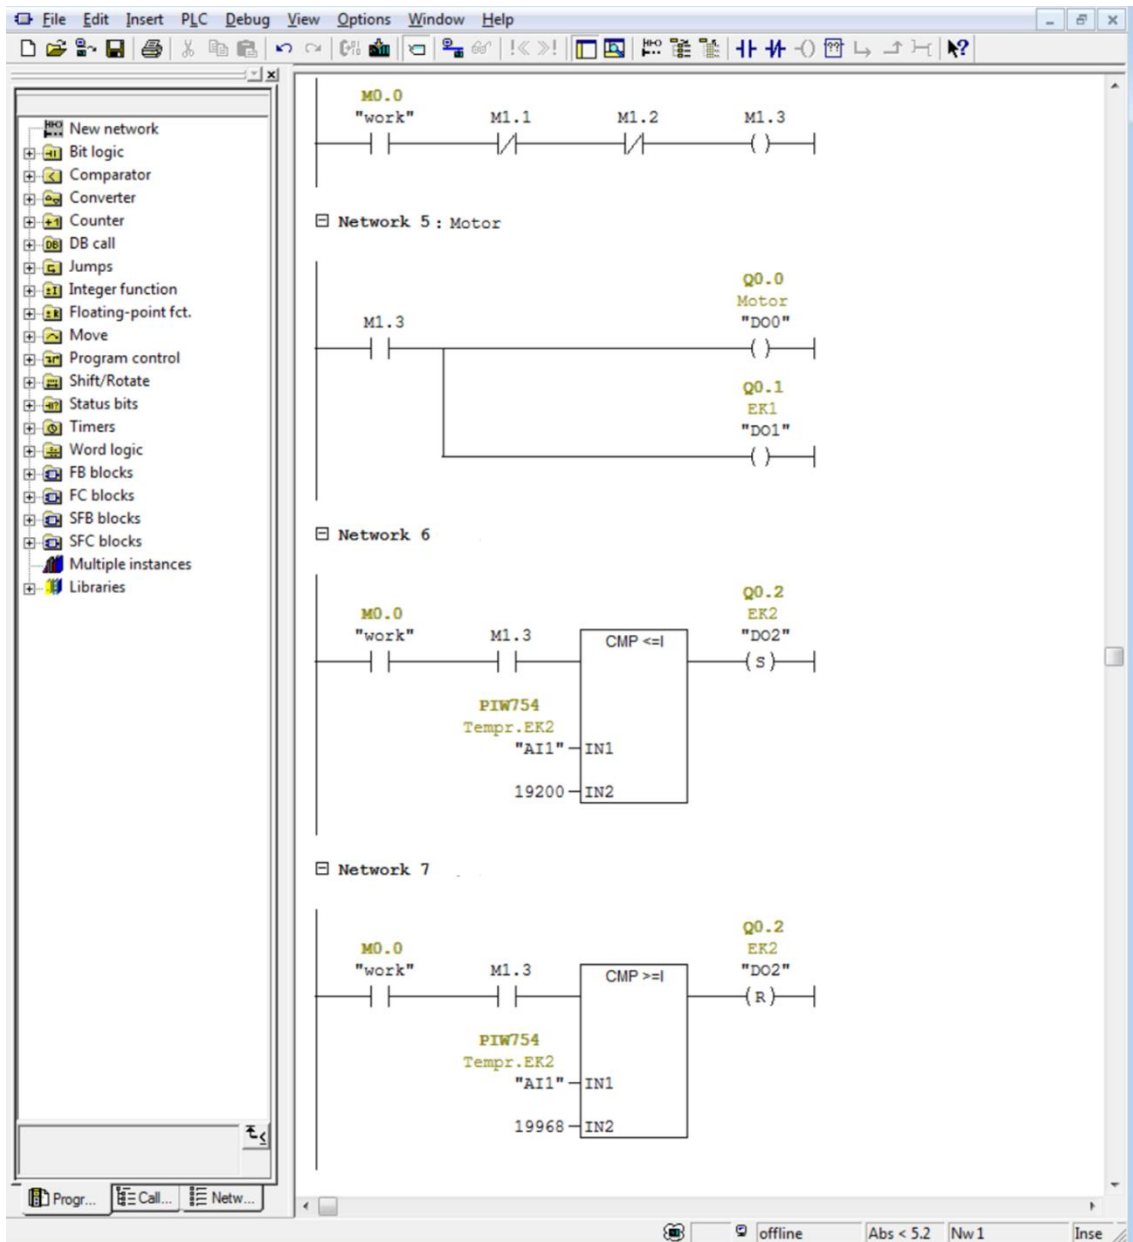 File Edit Insert PLC Debug View Options Window Help
New network
Bit logic
Comparator
Converter
Counter
DB call
Jumps
Integer function
Floating-point fct.
Move
Program control
Shift/Rotate
Status bits
Timers
Word logic
FB blocks
FC blocks
SFB blocks
SFC blocks
Multiple instances
Libraries
Progr... Call... Netw...
M0.0
"work" M1.1 M1.2 M1.3
Network 5: Motor
Q0.0
Motor
M1.3 "DO0"
Q0.1
EK1
"DO1"
Network 6
Q0.2
M0.0 EK2
"work" M1.3 CMP <=I "DO2"
S
PIW754
Tempr.EK2
"AI1" IN1
19200 IN2
Network 7
Q0.2
M0.0 EK2
"work" M1.3 CMP >=I "DO2"
R
PIW754
Tempr.EK2
"AI1" IN1
19968 IN2
offline Abs < 5.2 Nw 1 Inse